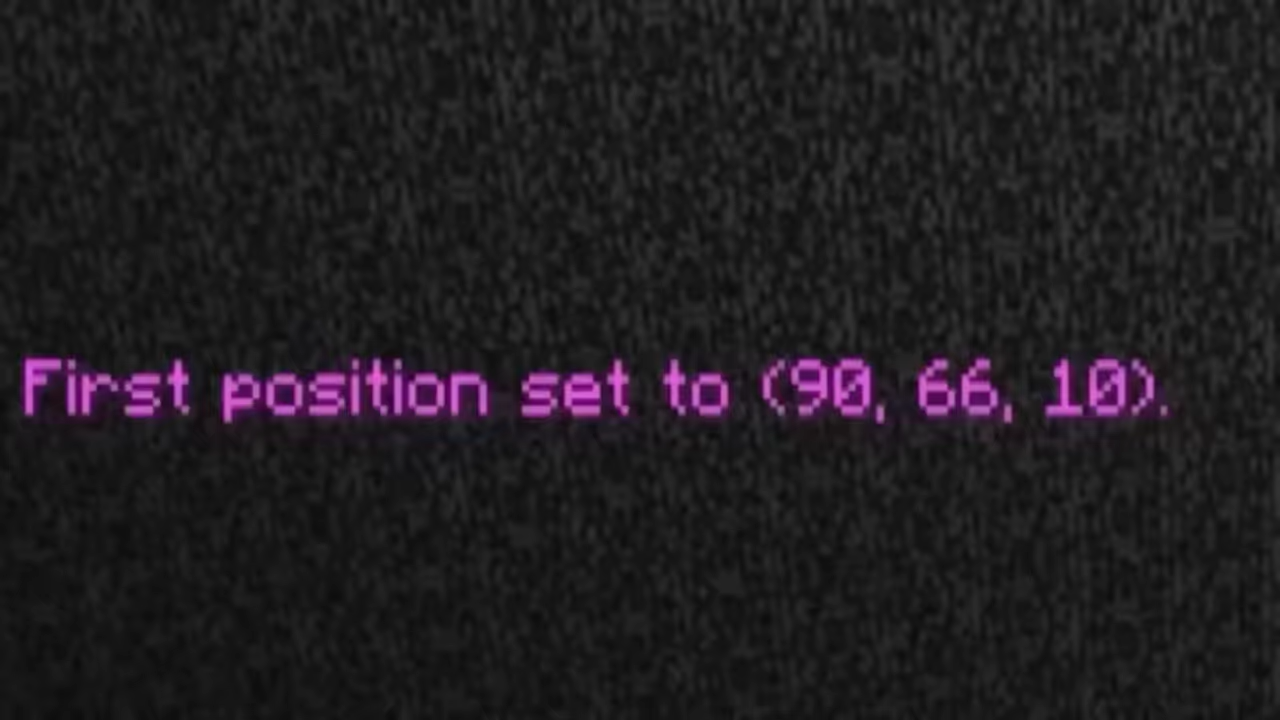 First position set to (90, 66, 10).